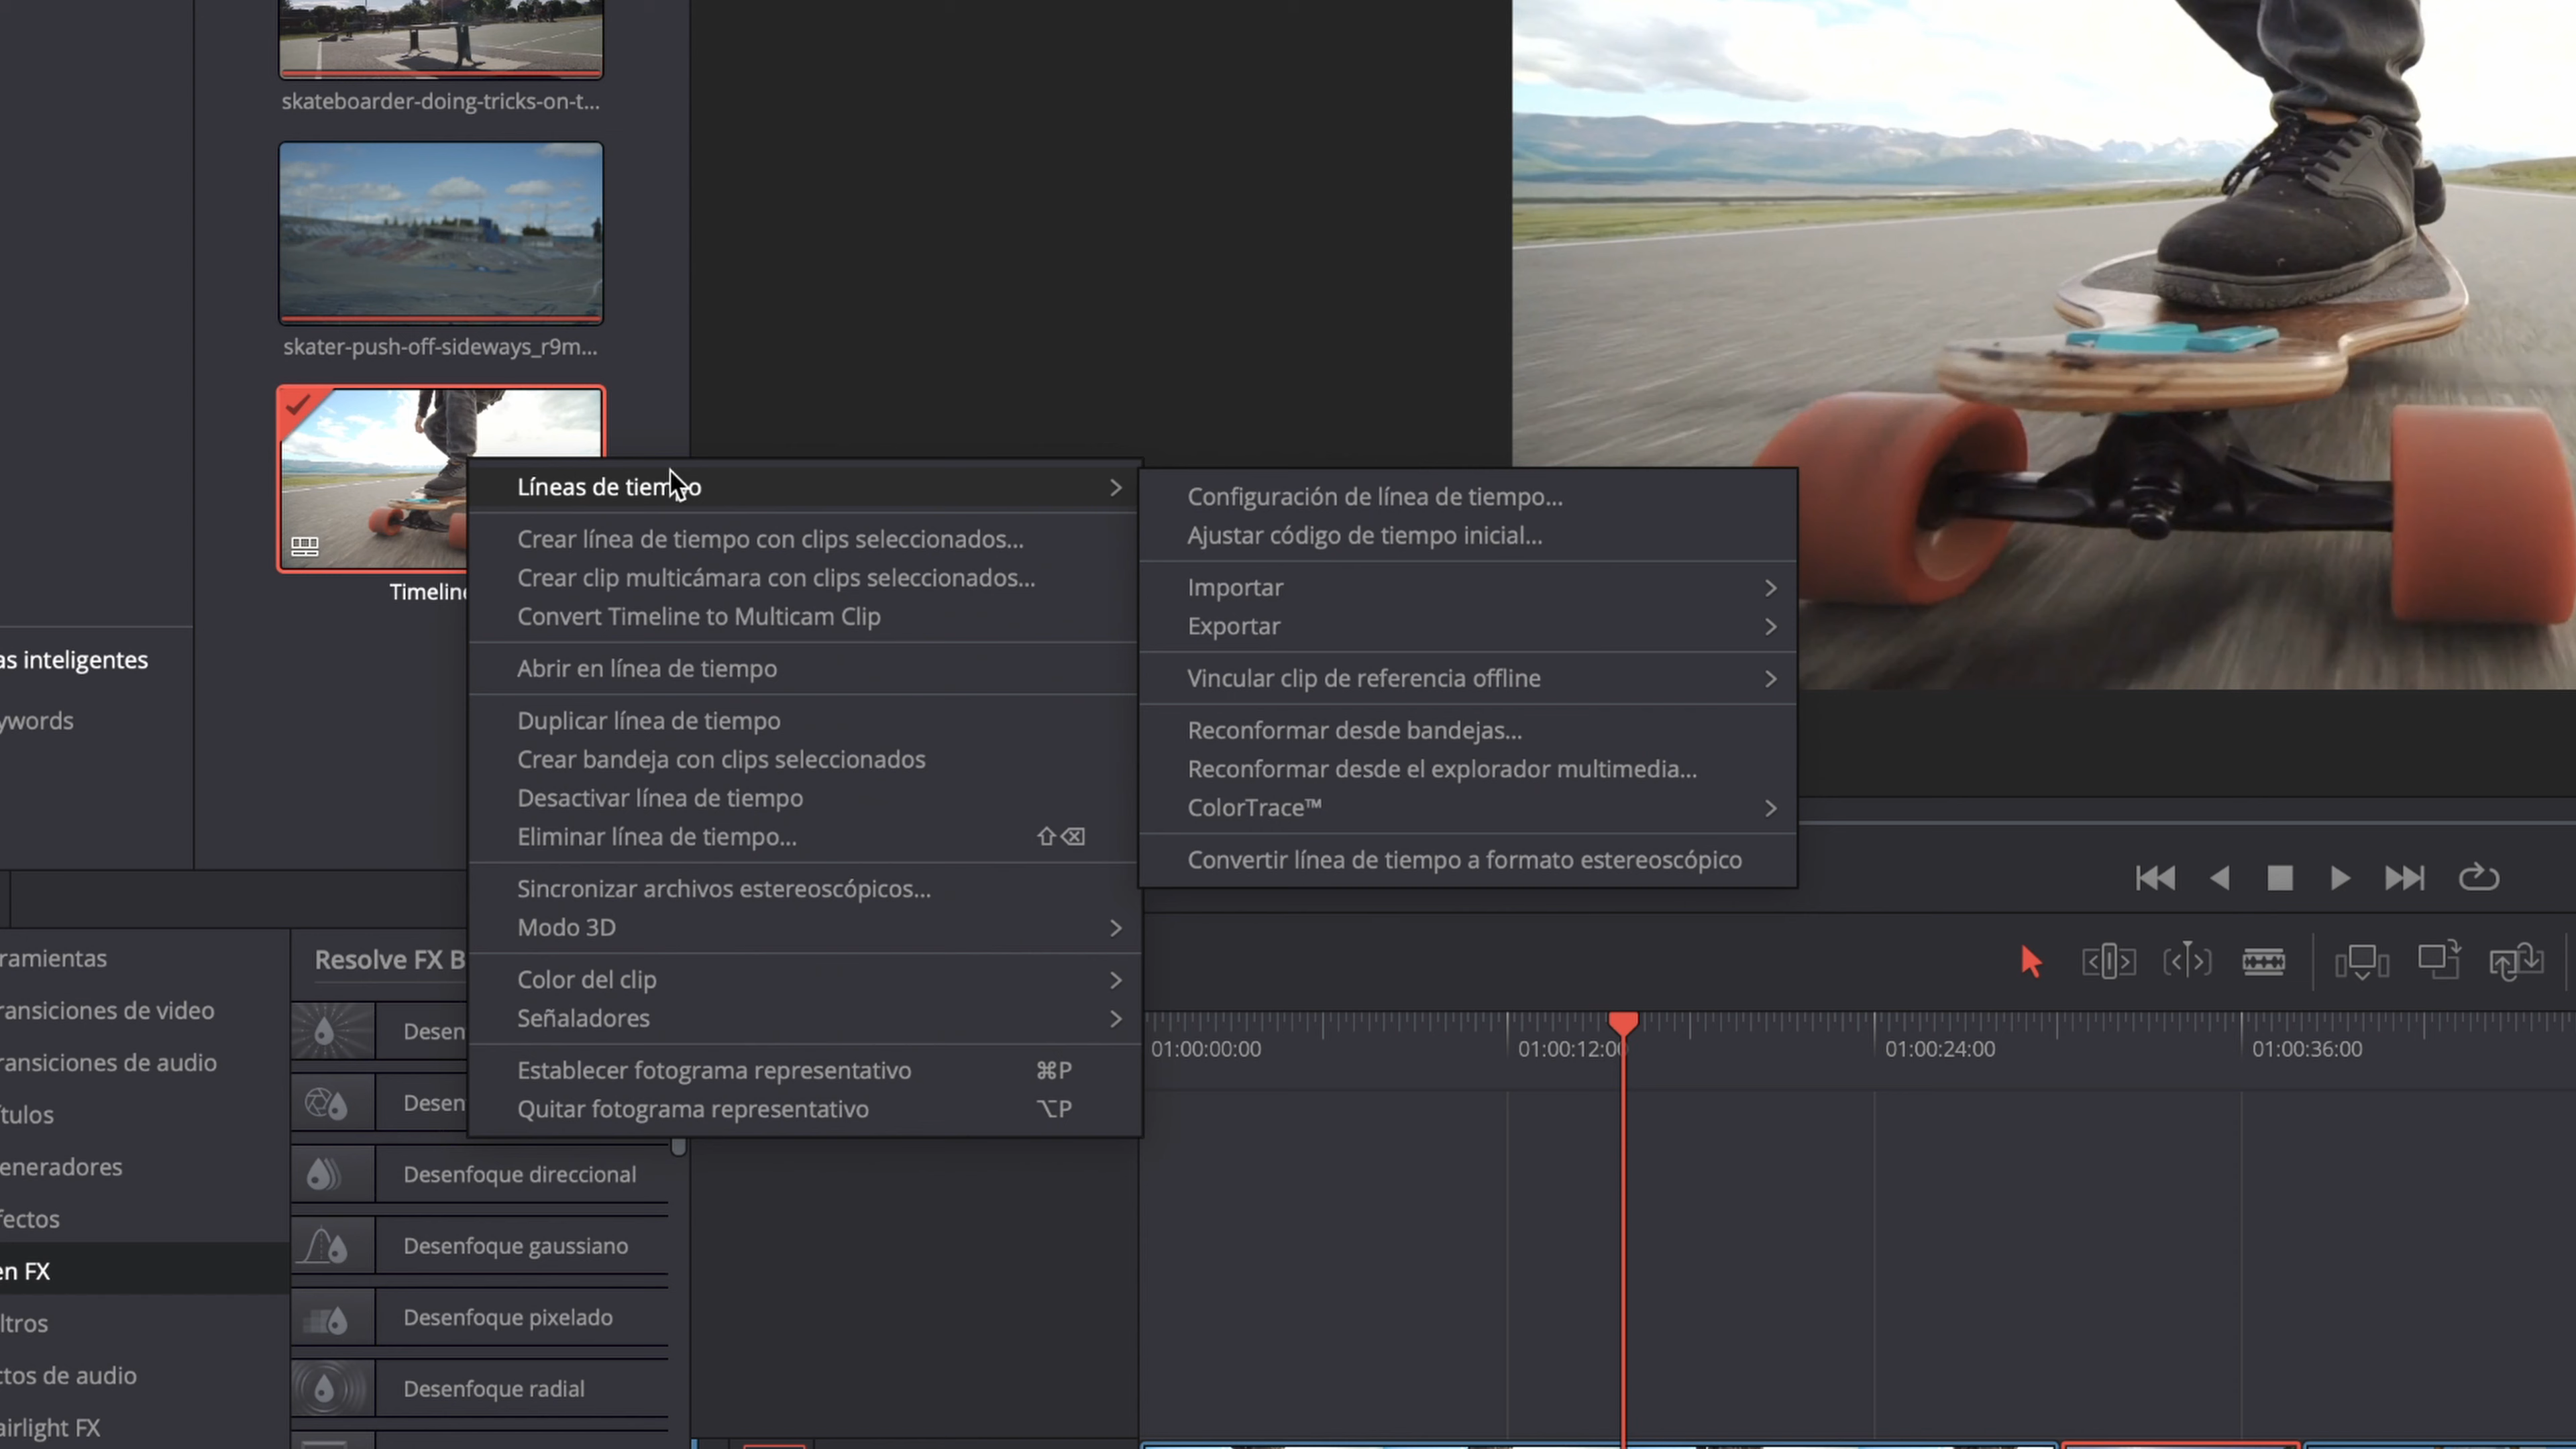 skateboarder-doing-tricks-on-t...
skater-push-off-sideways_r9m...
Timeline
Líneas de tiempo
Crear línea de tiempo con clips seleccionados...
Crear clip multicámara con clips seleccionados...
Convert Timeline to Multicam Clip
Abrir en línea de tiempo
Duplicar línea de tiempo
Crear bandeja con clips seleccionados
Desactivar línea de tiempo
Eliminar línea de tiempo... ⇧⌫
Sincronizar archivos estereoscópicos...
Modo 3D
Color del clip
Señaladores
Establecer fotograma representativo ⌘P
Quitar fotograma representativo ⌥P
Configuración de línea de tiempo...
Ajustar código de tiempo inicial...
Importar
Exportar
Vincular clip de referencia offline
Reconformar desde bandejas...
Reconformar desde el explorador multimedia...
ColorTrace™
Convertir línea de tiempo a formato estereoscópico
as inteligentes
ywords
ramientas
ransiciones de video
ransiciones de audio
ítulos
eneradores
fectos
en FX
ltros
ctos de audio
airlight FX
Resolve FX B
Desen
Desen
Desenfoque direccional
Desenfoque gaussiano
Desenfoque pixelado
Desenfoque radial
01:00:00:00
01:00:12:00
01:00:24:00
01:00:36:00